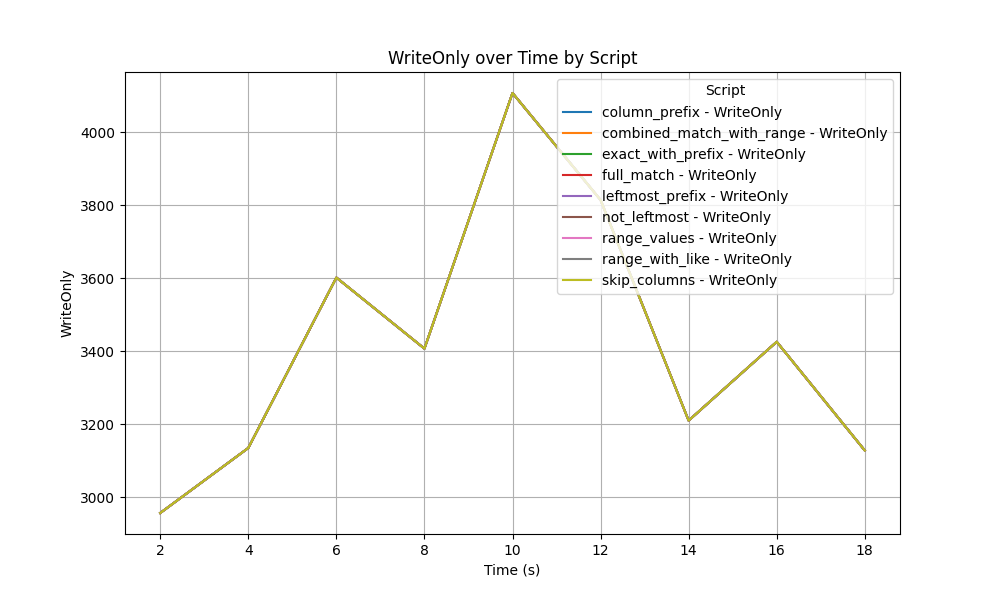 WriteOnly over Time by Script
Script
column_prefix - WriteOnly
combined_match_with_range - WriteOnly
exact_with_prefix - WriteOnly
full_match - WriteOnly
leftmost_prefix - WriteOnly
not_leftmost - WriteOnly
range_values - WriteOnly
range_with_like - WriteOnly
skip_columns - WriteOnly
WriteOnly
4000
3800
3600
3400
3200
3000
2 4 6 8 10 12 14 16 18
Time (s)